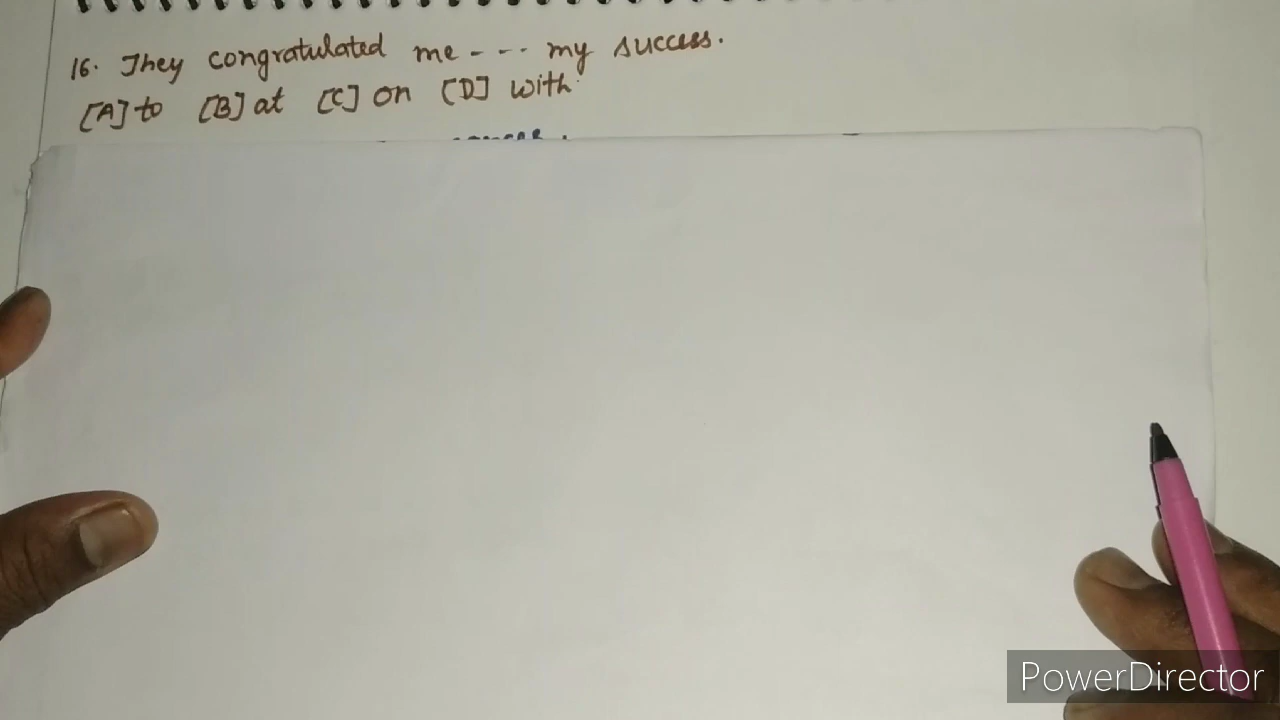 16. They congratulated me - - - my success.
[A] to [B] at [C] on [D] with
PowerDirector